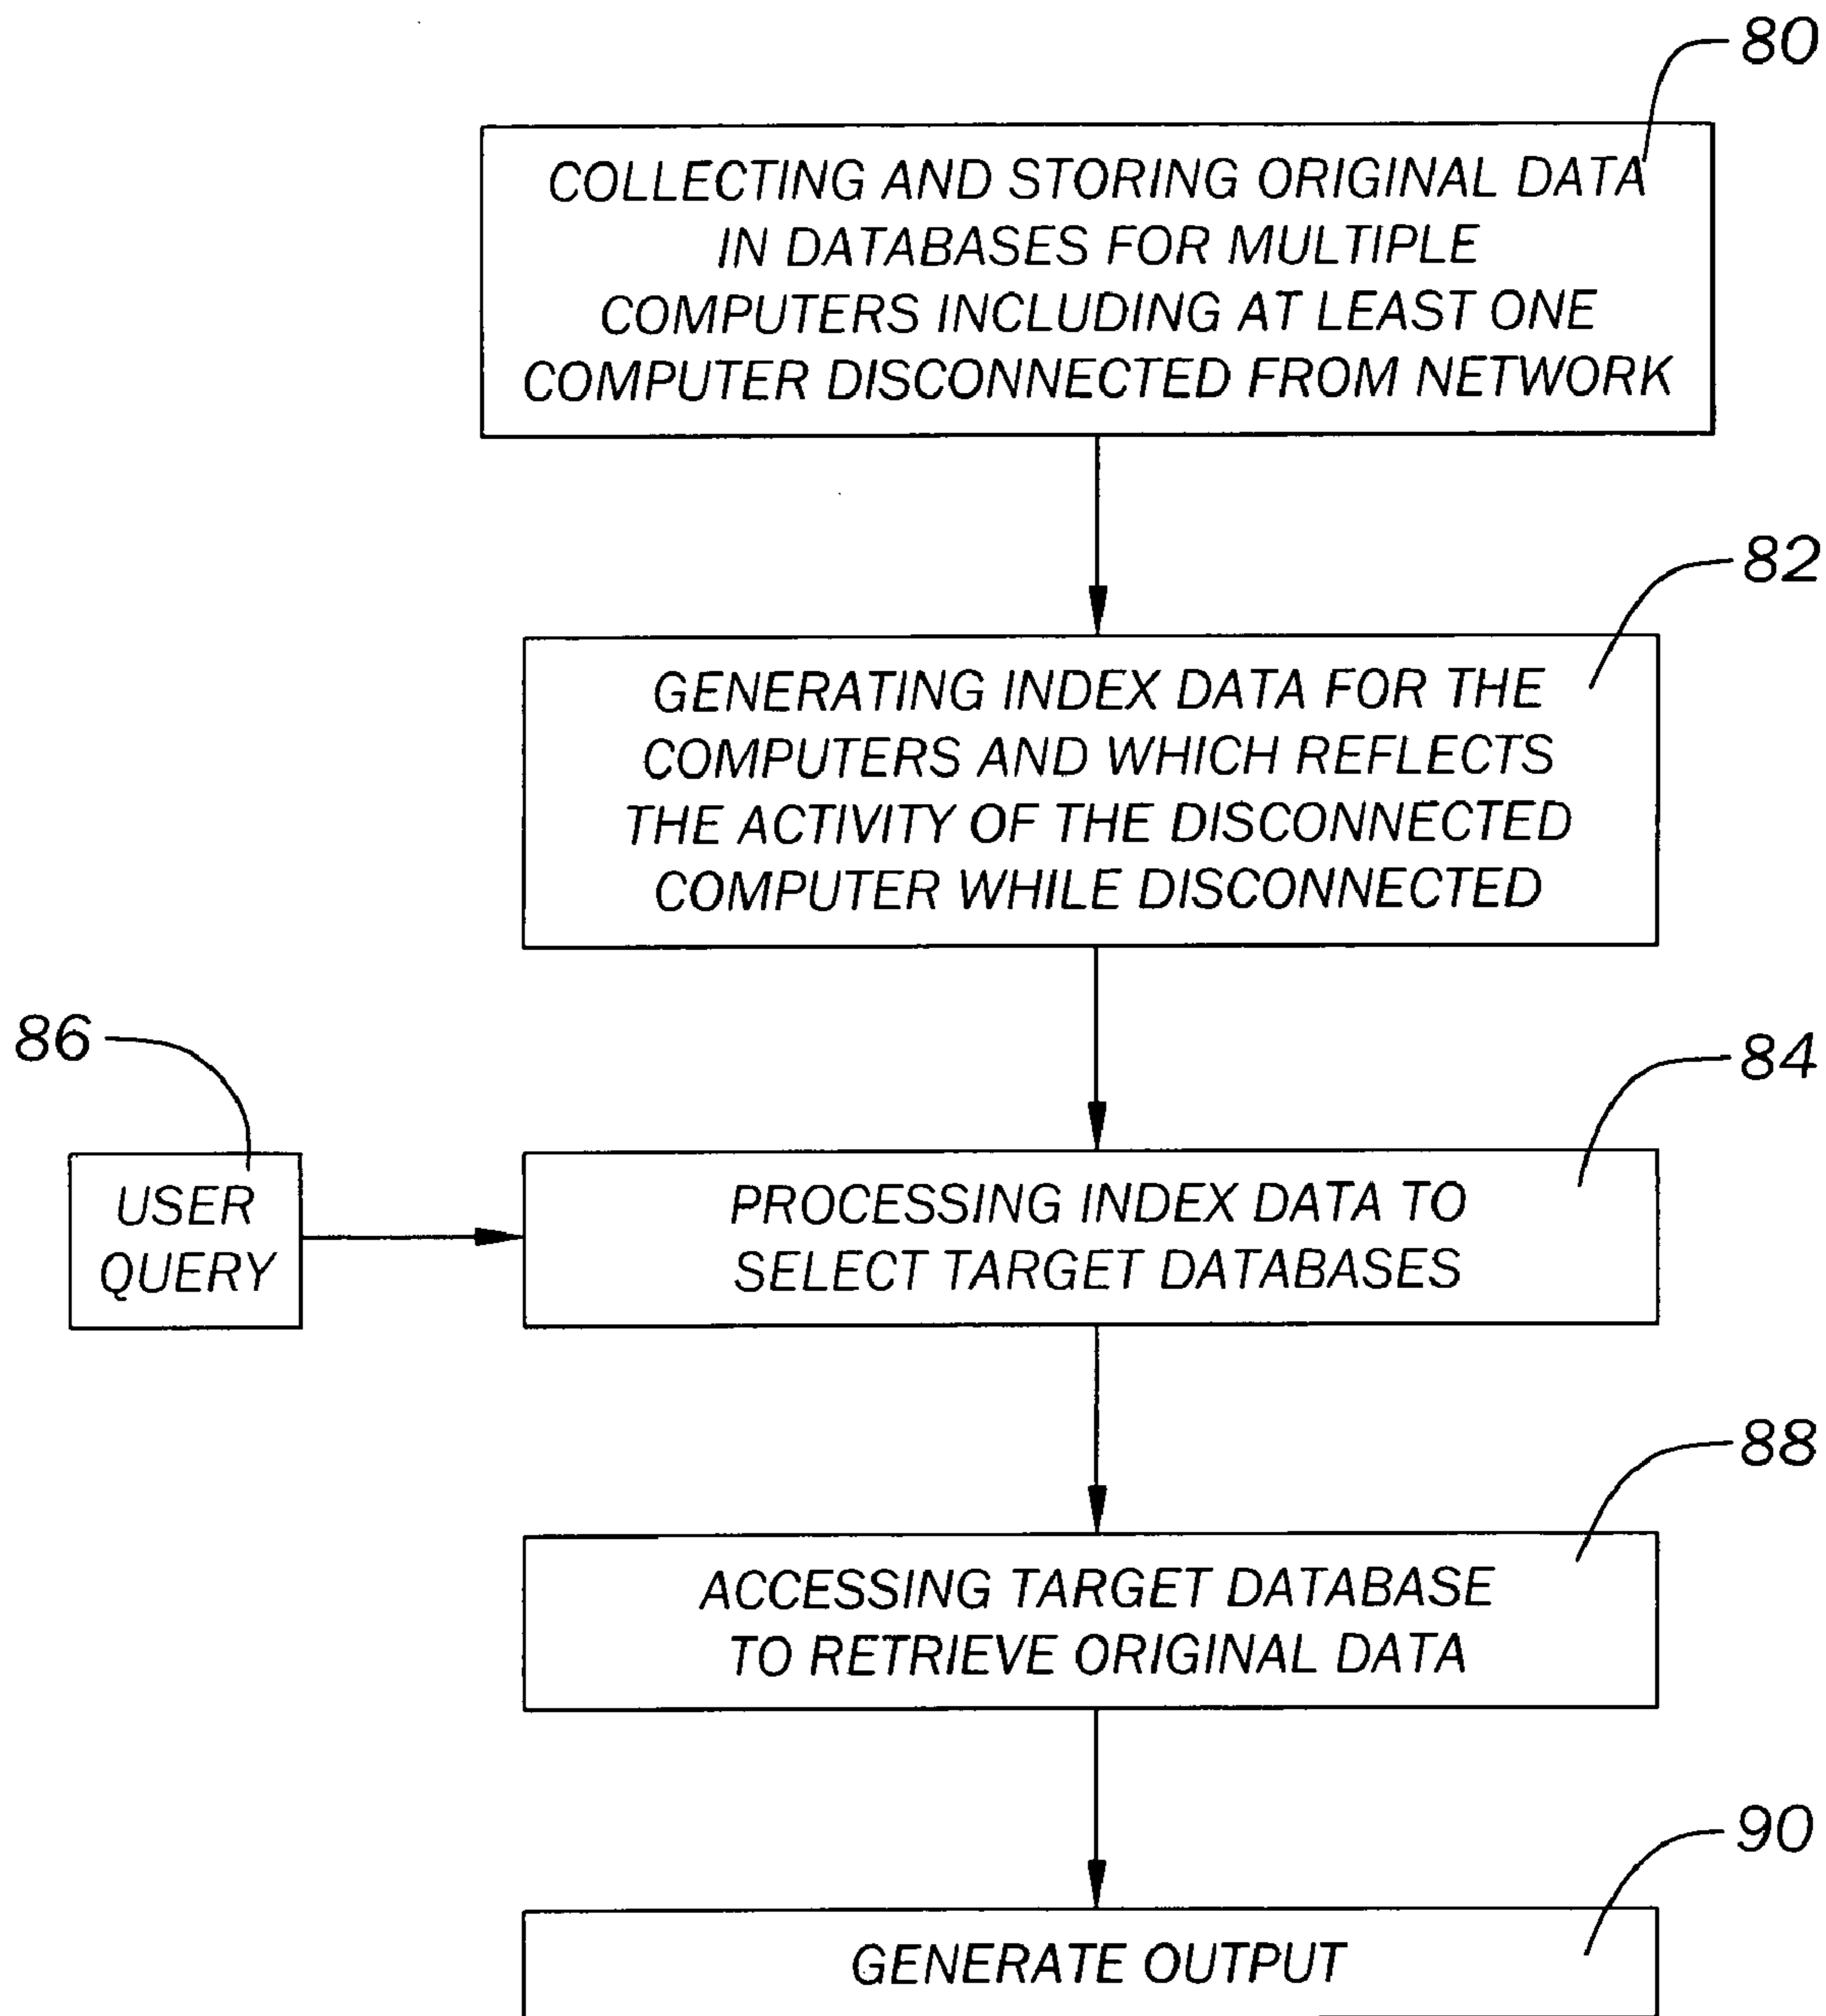 80
COLLECTING AND STORING ORIGINAL DATA
IN DATABASES FOR MULTIPLE
COMPUTERS INCLUDING AT LEAST ONE
COMPUTER DISCONNECTED FROM NETWORK
82
GENERATING INDEX DATA FOR THE
COMPUTERS AND WHICH REFLECTS
THE ACTIVITY OF THE DISCONNECTED
COMPUTER WHILE DISCONNECTED
86
USER
QUERY
84
PROCESSING INDEX DATA TO
SELECT TARGET DATABASES
88
ACCESSING TARGET DATABASE
TO RETRIEVE ORIGINAL DATA
90
GENERATE OUTPUT